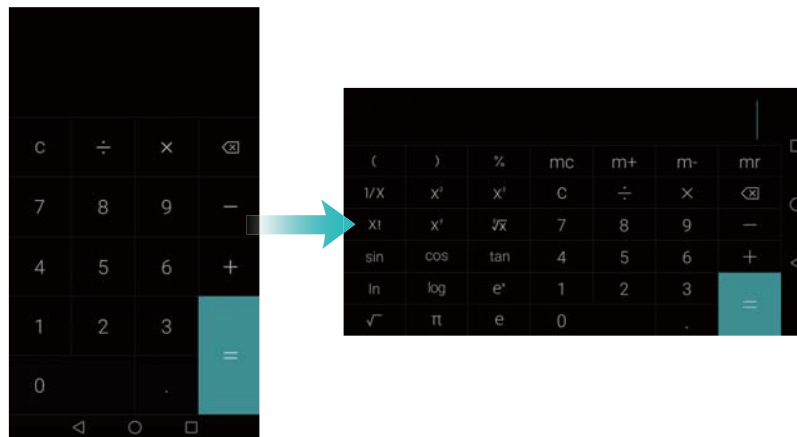 C ÷ ×
7 8 9 −
4 5 6 +
1 2 3
=
0 .
( ) % mc m+ m- mr
1/X X² X³ C ÷ ×
X! Xʸ ʸ√x 7 8 9 −
sin cos tan 4 5 6 +
ln log eˣ 1 2 3
=
√ π e 0 .